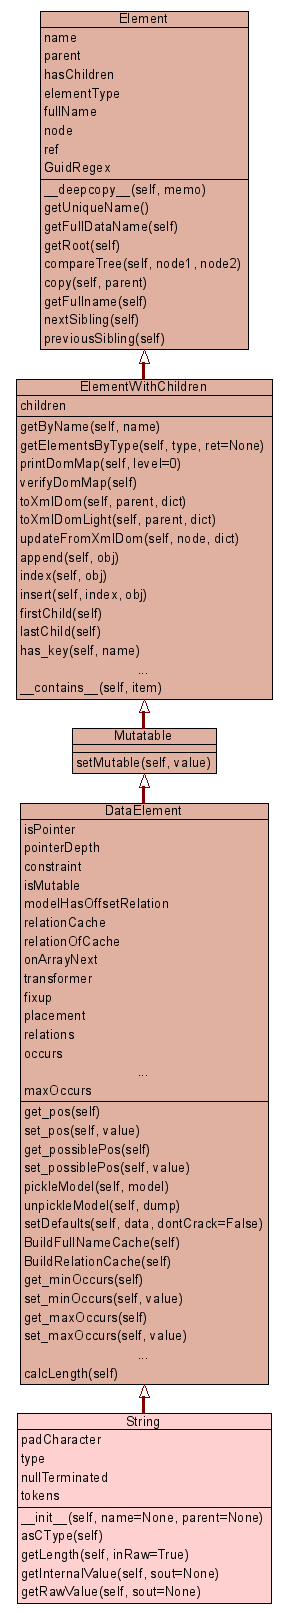 Element
name
parent
hasChildren
elementType
fullName
node
ref
GuidRegex
__deepcopy__(self, memo)
getUniqueName()
getFullDataName(self)
getRoot(self)
compareTree(self, node1, node2)
copy(self, parent)
getFullname(self)
nextSibling(self)
previousSibling(self)
ElementWithChildren
children
getByName(self, name)
getElementsByType(self, type, ret=None)
printDomMap(self, level=0)
verifyDomMap(self)
toXmlDom(self, parent, dict)
toXmlDomLight(self, parent, dict)
updateFromXmlDom(self, node, dict)
append(self, obj)
index(self, obj)
insert(self, index, obj)
firstChild(self)
lastChild(self)
has_key(self, name)
...
__contains__(self, item)
Mutatable
setMutable(self, value)
DataElement
isPointer
pointerDepth
constraint
isMutable
modelHasOffsetRelation
relationCache
relationOfCache
onArrayNext
transformer
fixup
placement
relations
occurs
...
maxOccurs
get_pos(self)
set_pos(self, value)
get_possiblePos(self)
set_possiblePos(self, value)
pickleModel(self, model)
unpickleModel(self, dump)
setDefaults(self, data, dontCrack=False)
BuildFullNameCache(self)
BuildRelationCache(self)
get_minOccurs(self)
set_minOccurs(self, value)
get_maxOccurs(self)
set_maxOccurs(self, value)
...
calcLength(self)
String
padCharacter
type
nullTerminated
tokens
__init__(self, name=None, parent=None)
asCType(self)
getLength(self, inRaw=True)
getInternalValue(self, sout=None)
getRawValue(self, sout=None)